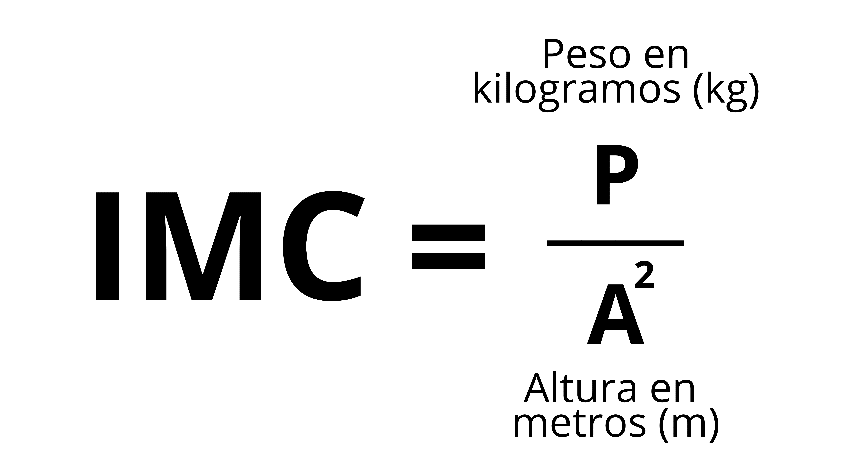 Peso en
kilogramos (kg)
IMC = P
A²
Altura en
metros (m)